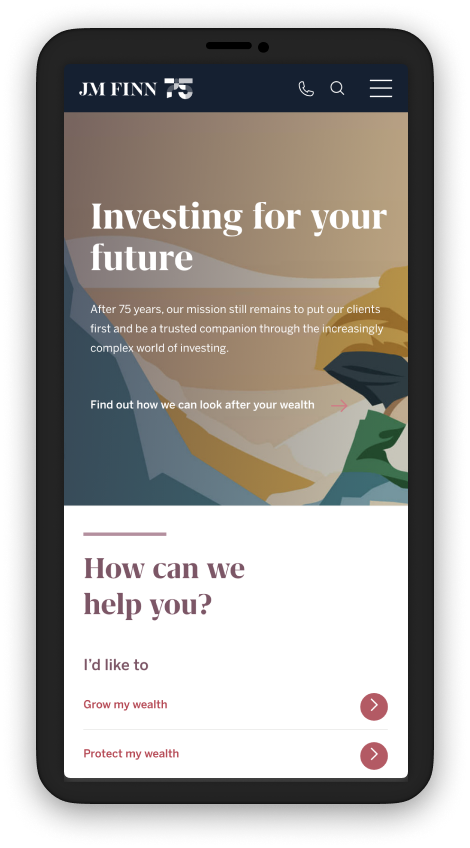 JM FINN 75
Investing for your
future
After 75 years, our mission still remains to put our clients
first and be a trusted companion through the increasingly
complex world of investing.
Find out how we can look after your wealth
How can we
help you?
I’d like to
Grow my wealth
Protect my wealth